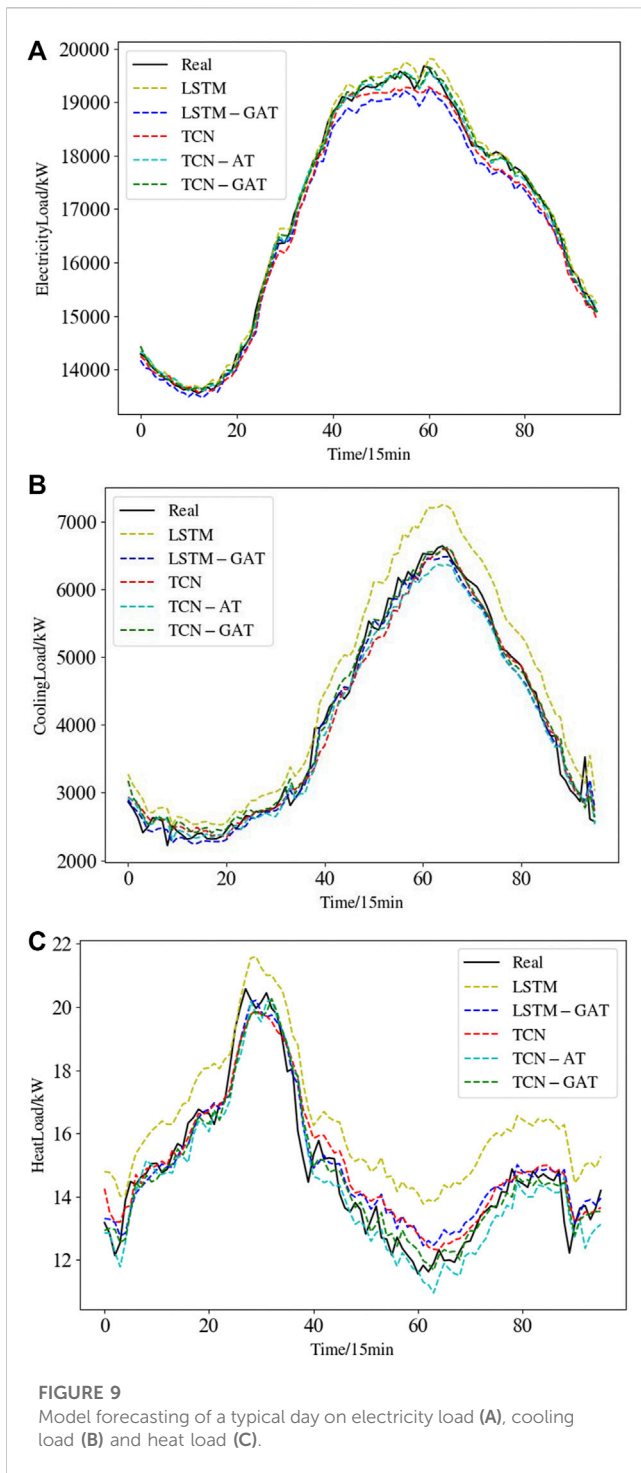 A
20000
19000
18000
17000
16000
15000
14000
ElectricityLoad/kW
Real
LSTM
LSTM−GAT
TCN
TCN−AT
TCN−GAT
0 20 40 60 80
Time/15min
B
7000
6000
5000
4000
3000
2000
CoolingLoad/kW
Real
LSTM
LSTM−GAT
TCN
TCN−AT
TCN−GAT
0 20 40 60 80
Time/15min
C
22
20
18
16
14
12
HeatLoad/kW
Real
LSTM
LSTM−GAT
TCN
TCN−AT
TCN−GAT
0 20 40 60 80
Time/15min
FIGURE 9
Model forecasting of a typical day on electricity load (A), cooling
load (B) and heat load (C).